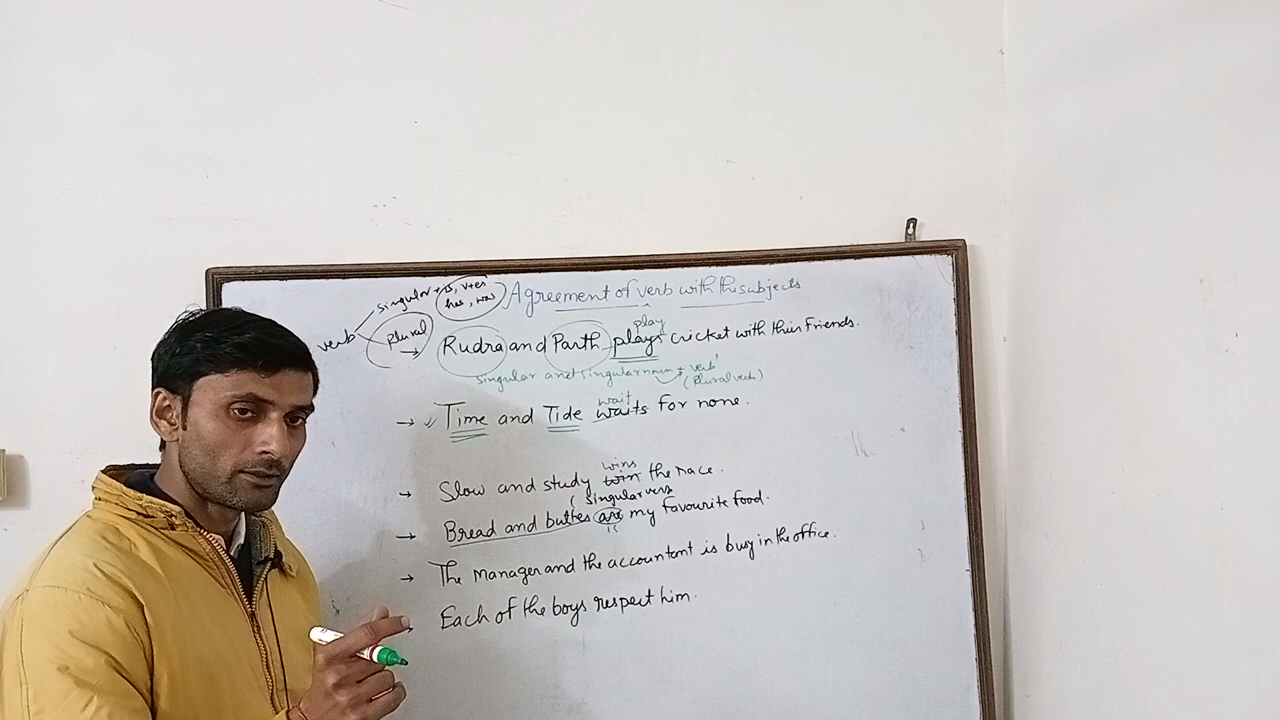 Agreement of verb with the subjects
verb
singular + s, v+es
has, was
Plural
play
→ Rudra and Parth plays cricket with their Friends.
singular and singular noun + verb
(plural verb)
wait
→ Time and Tide waits for none.
wins
→ Slow and study win the race.
(singular verb
→ Bread and butter are my favourite food.
is
→ The manager and the accountant is busy in the office.
→ Each of the boys respect him.